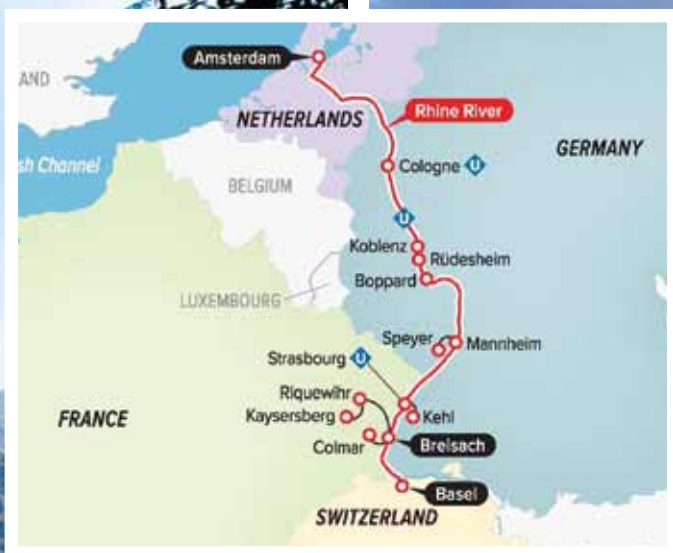 Amsterdam
AND
NETHERLANDS
Rhine River
GERMANY
sh Channel
Cologne U
BELGIUM
U
Koblenz
Rüdesheim
Boppard
LUXEMBOURG
Speyer
Mannheim
Strasbourg U
Riquewihr
Kaysersberg
Kehl
FRANCE
Colmar
Breisach
Basel
SWITZERLAND